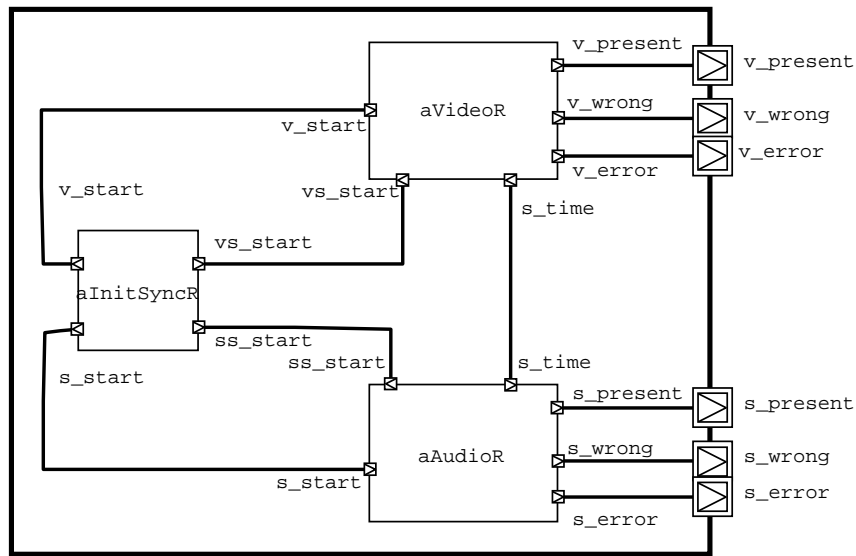 v_present
v_present
v_wrong
v_wrong
aVideoR
v_start
v_error
v_error
vs_start
v_start
s_time
vs_start
aInitSyncR
ss_start
ss_start
s_time
s_start
s_present
s_present
s_wrong
s_wrong
aAudioR
s_start
s_error
s_error